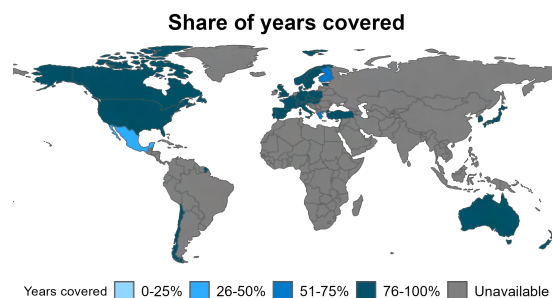 Share of years covered
Years covered 0-25% 26-50% 51-75% 76-100% Unavailable